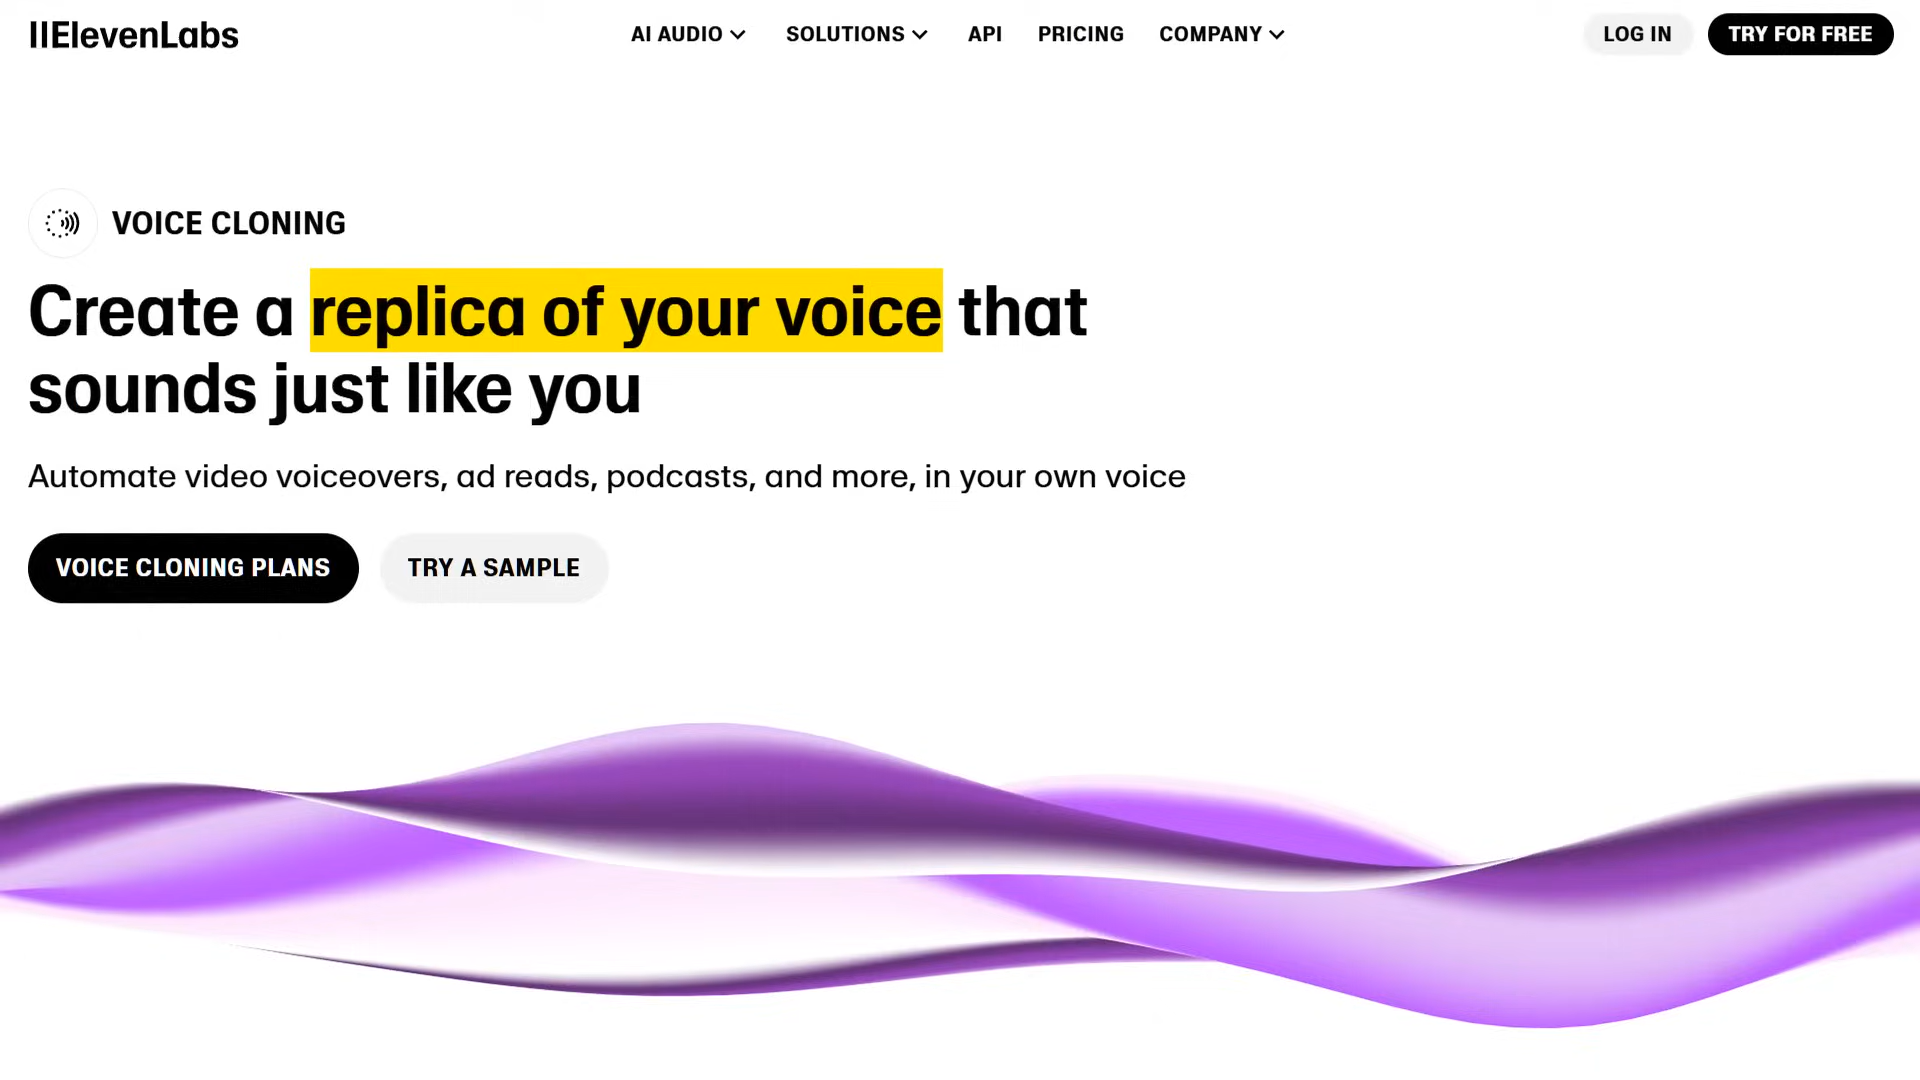 IIElevenLabs
AI AUDIO
SOLUTIONS
API
PRICING
COMPANY
LOG IN
TRY FOR FREE
VOICE CLONING
Create a replica of your voice that
sounds just like you
Automate video voiceovers, ad reads, podcasts, and more, in your own voice
VOICE CLONING PLANS
TRY A SAMPLE